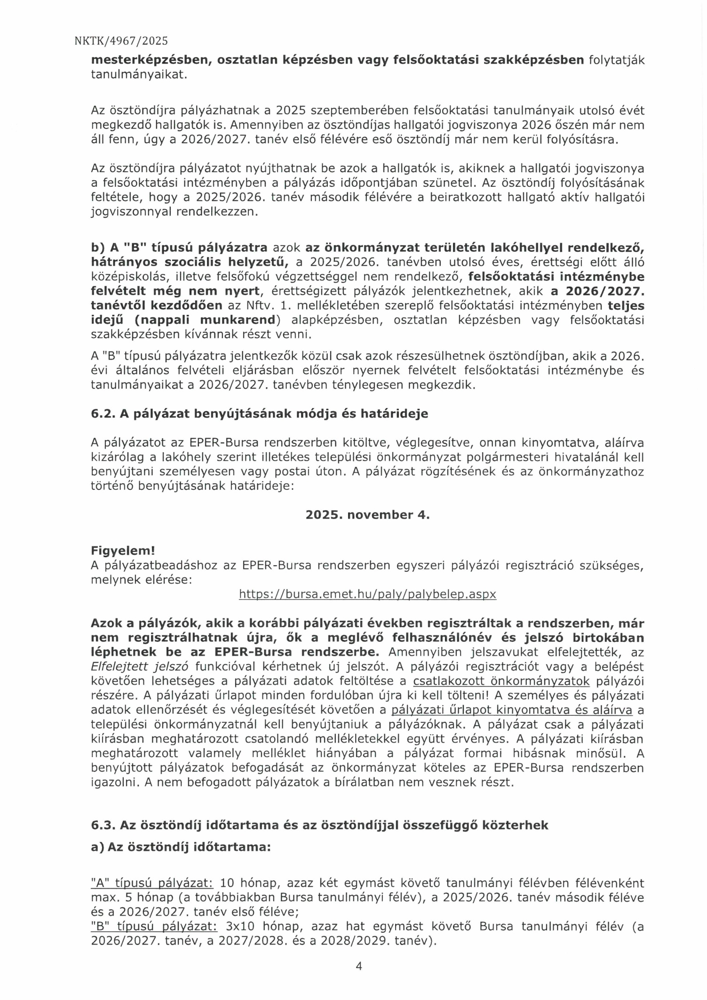 NKTK/4967/2025
mesterképzésben, osztatlan képzésben vagy felsőoktatási szakképzésben folytatják
tanulmányaikat.
Az ösztöndíjra pályázhatnak a 2025 szeptemberében felsőoktatási tanulmányaik utolsó évét
megkezdő hallgatók is. Amennyiben az ösztöndíjas hallgatói jogviszonya 2026 őszén már nem
áll fenn, úgy a 2026/2027. tanév első félévére eső ösztöndíj már nem kerül folyósításra.
Az ösztöndíjra pályázatot nyújthatnak be azok a hallgatók is, akiknek a hallgatói jogviszonya
a felsőoktatási intézményben a pályázás időpontjában szünetel. Az ösztöndíj folyósításának
feltétele, hogy a 2025/2026. tanév második félévére a beiratkozott hallgató aktív hallgatói
jogviszonnyal rendelkezzen.
b) A "B" típusú pályázatra azok az önkormányzat területén lakóhellyel rendelkező,
hátrányos szociális helyzetű, a 2025/2026. tanévben utolsó éves, érettségi előtt álló
középiskolás, illetve felsőfokú végzettséggel nem rendelkező, felsőoktatási intézménybe
felvételt még nem nyert, érettségizett pályázók jelentkezhetnek, akik a 2026/2027.
tanévtől kezdődően az Nftv. 1. mellékletében szereplő felsőoktatási intézményben teljes
idejű (nappali munkarend) alapképzésben, osztatlan képzésben vagy felsőoktatási
szakképzésben kívánnak részt venni.
A "B" típusú pályázatra jelentkezők közül csak azok részesülhetnek ösztöndíjban, akik a 2026.
évi általános felvételi eljárásban először nyernek felvételt felsőoktatási intézménybe és
tanulmányaikat a 2026/2027. tanévben ténylegesen megkezdik.
6.2. A pályázat benyújtásának módja és határideje
A pályázatot az EPER-Bursa rendszerben kitöltve, véglegesítve, onnan kinyomtatva, aláírva
kizárólag a lakóhely szerint illetékes települési önkormányzat polgármesteri hivatalánál kell
benyújtani személyesen vagy postai úton. A pályázat rögzítésének és az önkormányzathoz
történő benyújtásának határideje:
2025. november 4.
Figyelem!
A pályázatbeadáshoz az EPER-Bursa rendszerben egyszeri pályázói regisztráció szükséges,
melynek elérése:
https://bursa.emet.hu/paly/palybelep.aspx
Azok a pályázók, akik a korábbi pályázati években regisztráltak a rendszerben, már
nem regisztrálhatnak újra, ők a meglévő felhasználónév és jelszó birtokában
léphetnek be az EPER-Bursa rendszerbe. Amennyiben jelszavukat elfelejtették, az
Elfelejtett jelszó funkcióval kérhetnek új jelszót. A pályázói regisztrációt vagy a belépést
követően lehetséges a pályázati adatok feltöltése a csatlakozott önkormányzatok pályázói
részére. A pályázati űrlapot minden fordulóban újra ki kell tölteni! A személyes és pályázati
adatok ellenőrzését és véglegesítését követően a pályázati űrlapot kinyomtatva és aláírva a
települési önkormányzatnál kell benyújtaniuk a pályázóknak. A pályázat csak a pályázati
kiírásban meghatározott csatolandó mellékletekkel együtt érvényes. A pályázati kiírásban
meghatározott valamely melléklet hiányában a pályázat formai hibásnak minősül. A
benyújtott pályázatok befogadását az önkormányzat köteles az EPER-Bursa rendszerben
igazolni. A nem befogadott pályázatok a bírálatban nem vesznek részt.
6.3. Az ösztöndíj időtartama és az ösztöndíjjal összefüggő közterhek
a) Az ösztöndíj időtartama:
"A" típusú pályázat: 10 hónap, azaz két egymást követő tanulmányi félévben félévenként
max. 5 hónap (a továbbiakban Bursa tanulmányi félév), a 2025/2026. tanév második féléve
és a 2026/2027. tanév első féléve;
"B" típusú pályázat: 3x10 hónap, azaz hat egymást követő Bursa tanulmányi félév (a
2026/2027. tanév, a 2027/2028. és a 2028/2029. tanév).
4